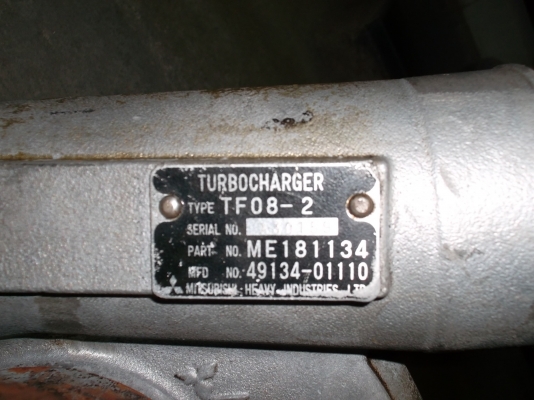 TURBOCHARGER
TYPE TF08-2
SERIAL NO.
PART NO. ME181134
MFD NO. 49134-01110
MITSUBISHI HEAVY INDUSTRIES LTD.